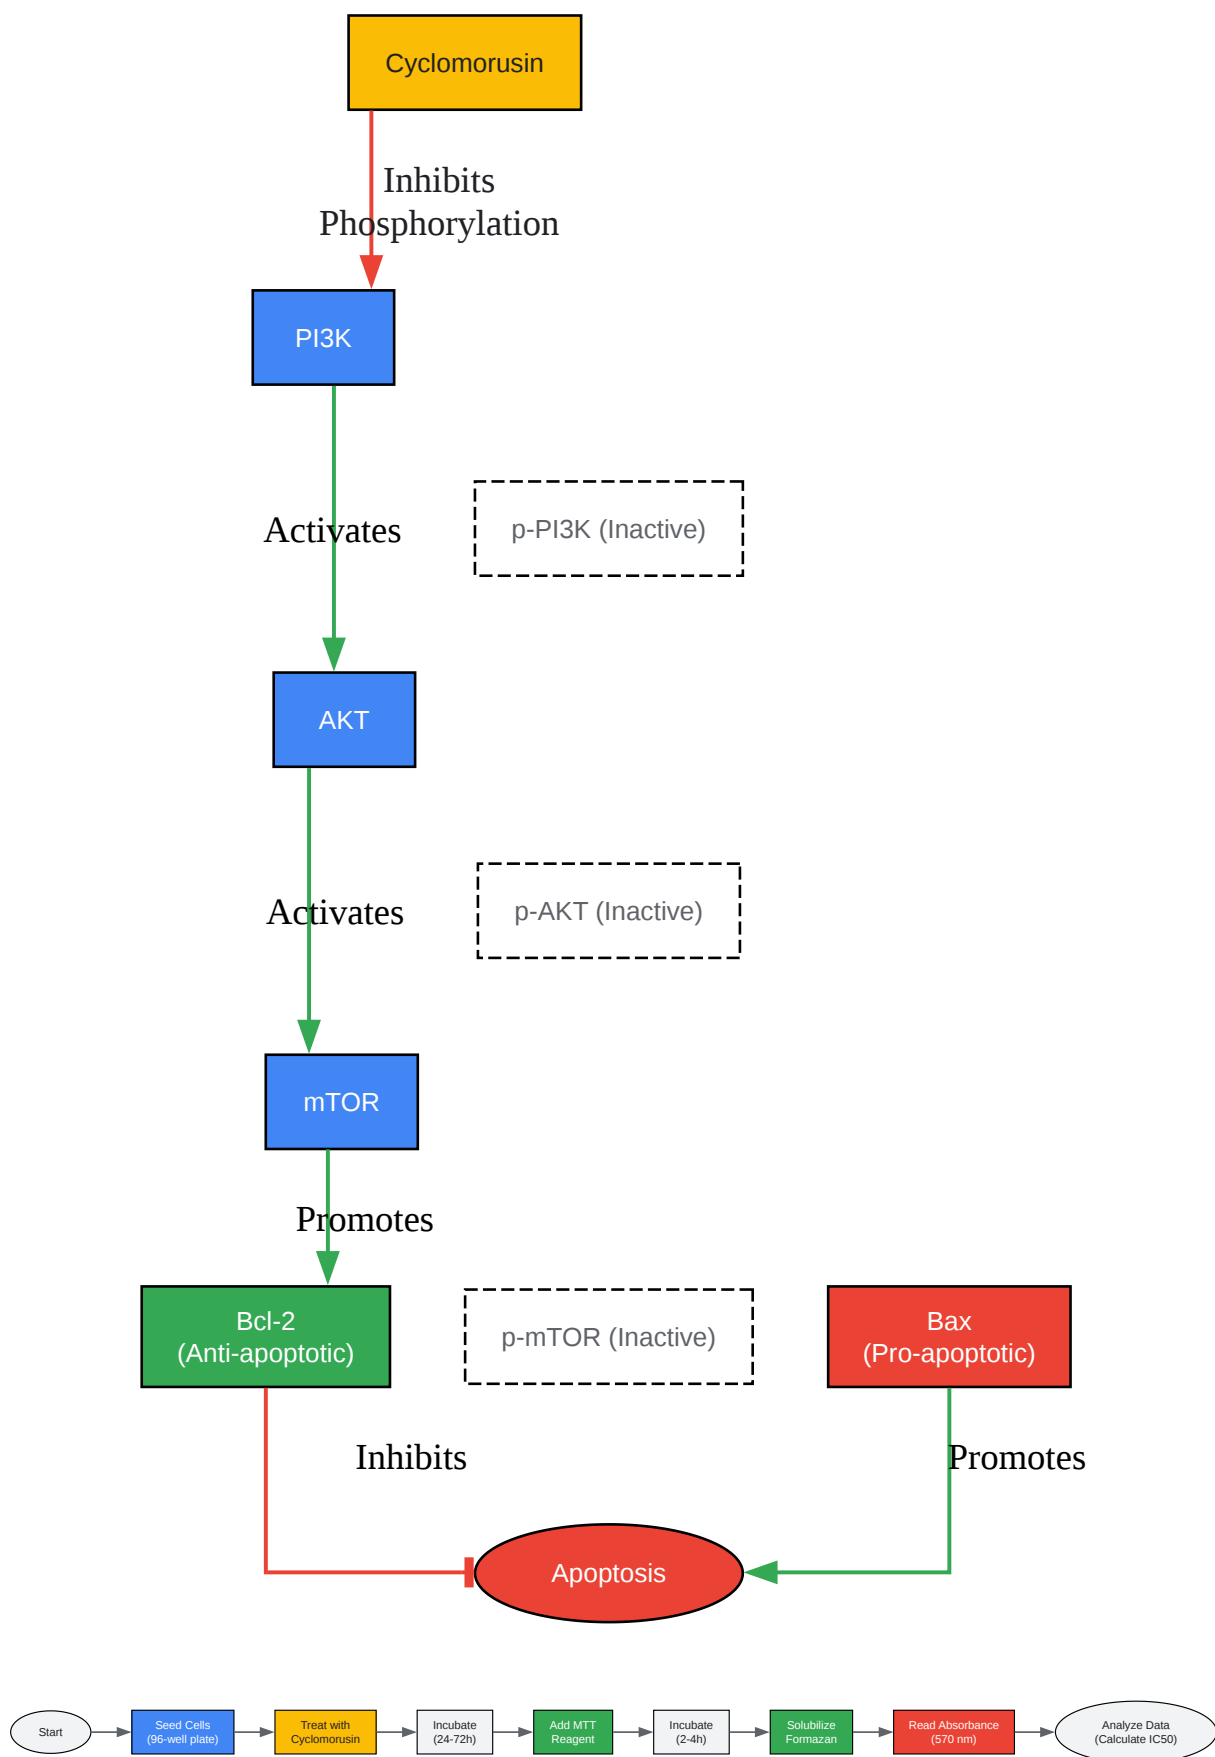 Cyclomorusin
Inhibits
Phosphorylation
PI3K
Activates
p-PI3K (Inactive)
AKT
Activates
p-AKT (Inactive)
mTOR
Promotes
Bcl-2
(Anti-apoptotic)
p-mTOR (Inactive)
Bax
(Pro-apoptotic)
Inhibits
Promotes
Apoptosis
Start
Seed Cells
(96-well plate)
Treat with
Cyclomorusin
Incubate
(24-72h)
Add MTT
Reagent
Incubate
(2-4h)
Solubilize
Formazan
Read Absorbance
(570 nm)
Analyze Data
(Calculate IC50)